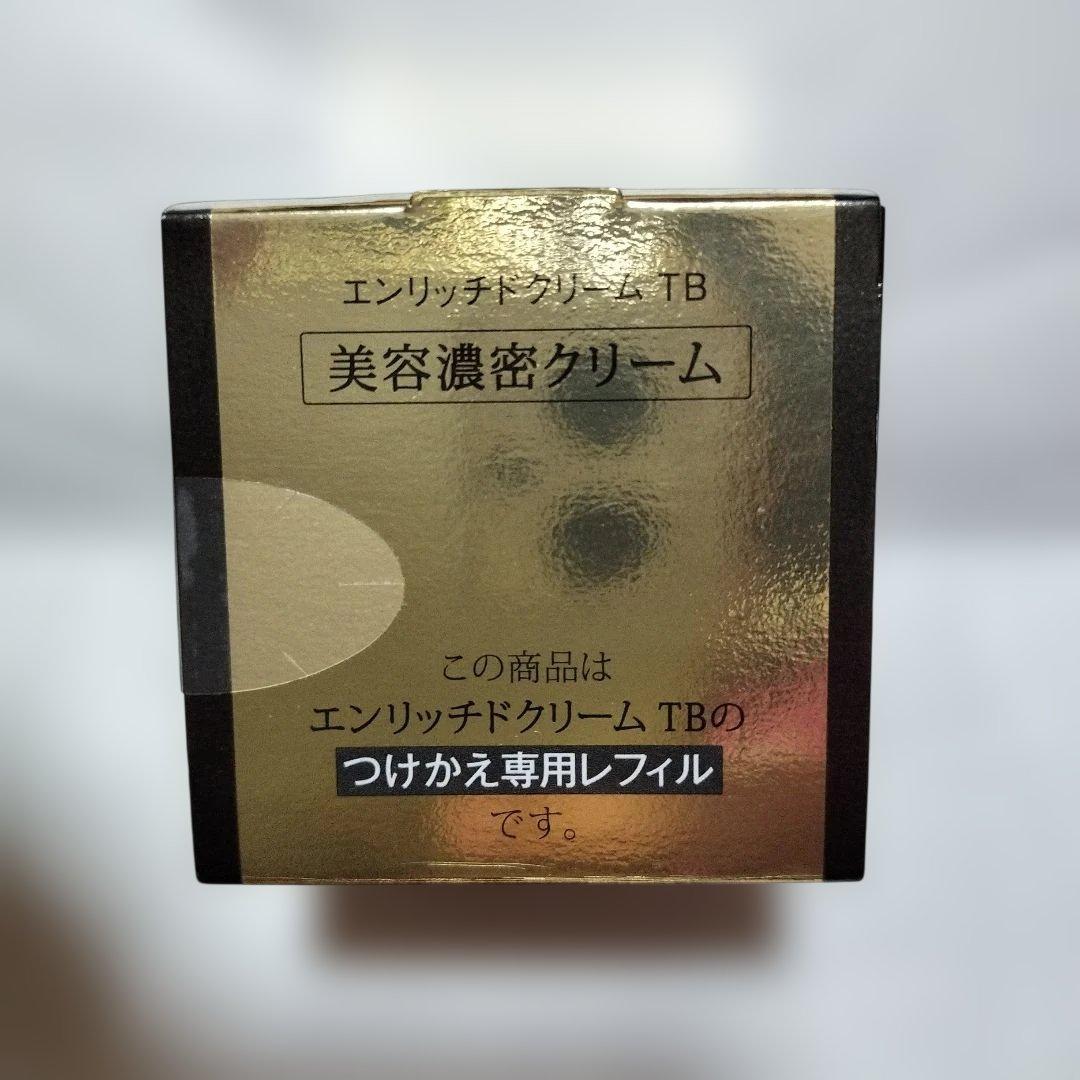 エンリッチドクリーム TB
美容濃密クリーム
この商品は
エンリッチドクリーム TBの
つけかえ専用レフィル
です。